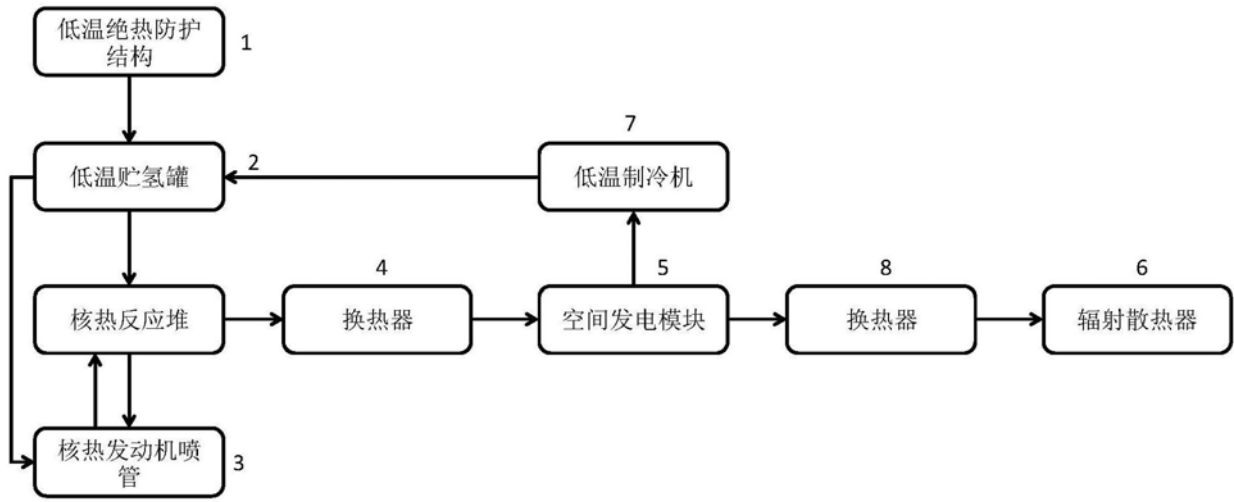 低温绝热防护
结构
1
7
低温贮氢罐
2
低温制冷机
4
5
8
6
核热反应堆
换热器
空间发电模块
换热器
辐射散热器
核热发动机喷
管
3